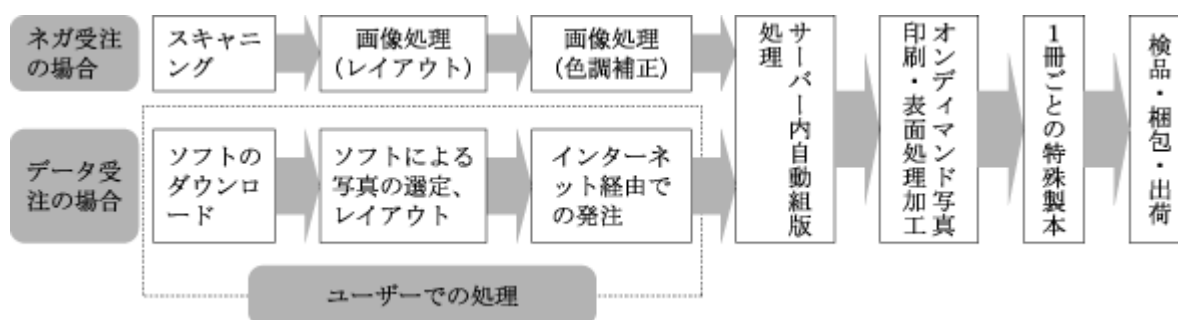 ネガ受注
の場合
スキャニ
ング
画像処理
(レイアウト)
画像処理
(色調補正)
データ受
注の場合
ソフトの
ダウンロ
ード
ソフトによる
写真の選定、
レイアウト
インターネ
ット経由で
の発注
ユーザーでの処理
サーバー内自動組版
処理
オンディマンド写真
印刷・表面処理加工
1冊ごとの特殊製本
検品・梱包・出荷